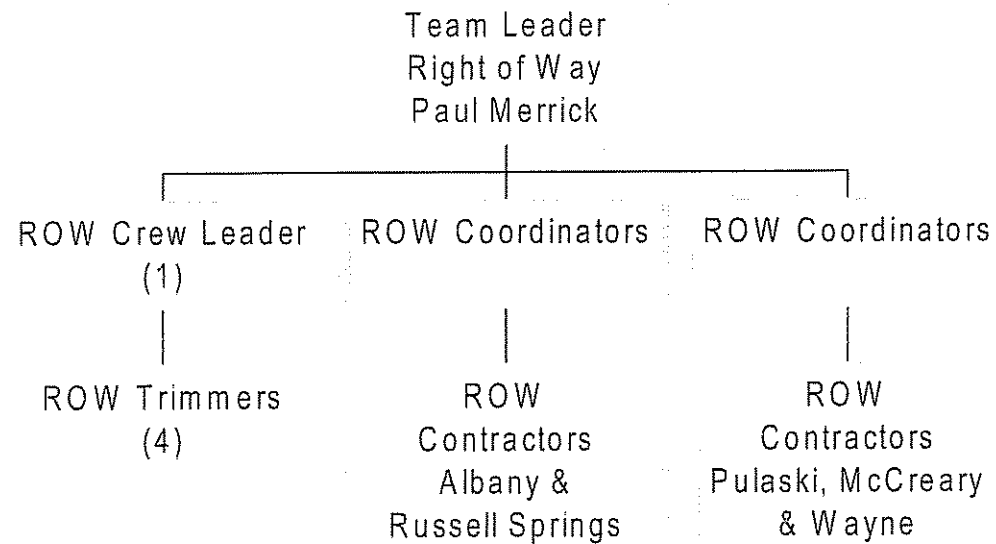 Team Leader
Right of Way
Paul Merrick
ROW Crew Leader
(1)
ROW Coordinators
ROW Coordinators
ROW Trimmers
(4)
ROW
Contractors
Albany &
Russell Springs
ROW
Contractors
Pulaski, McCreary
& Wayne